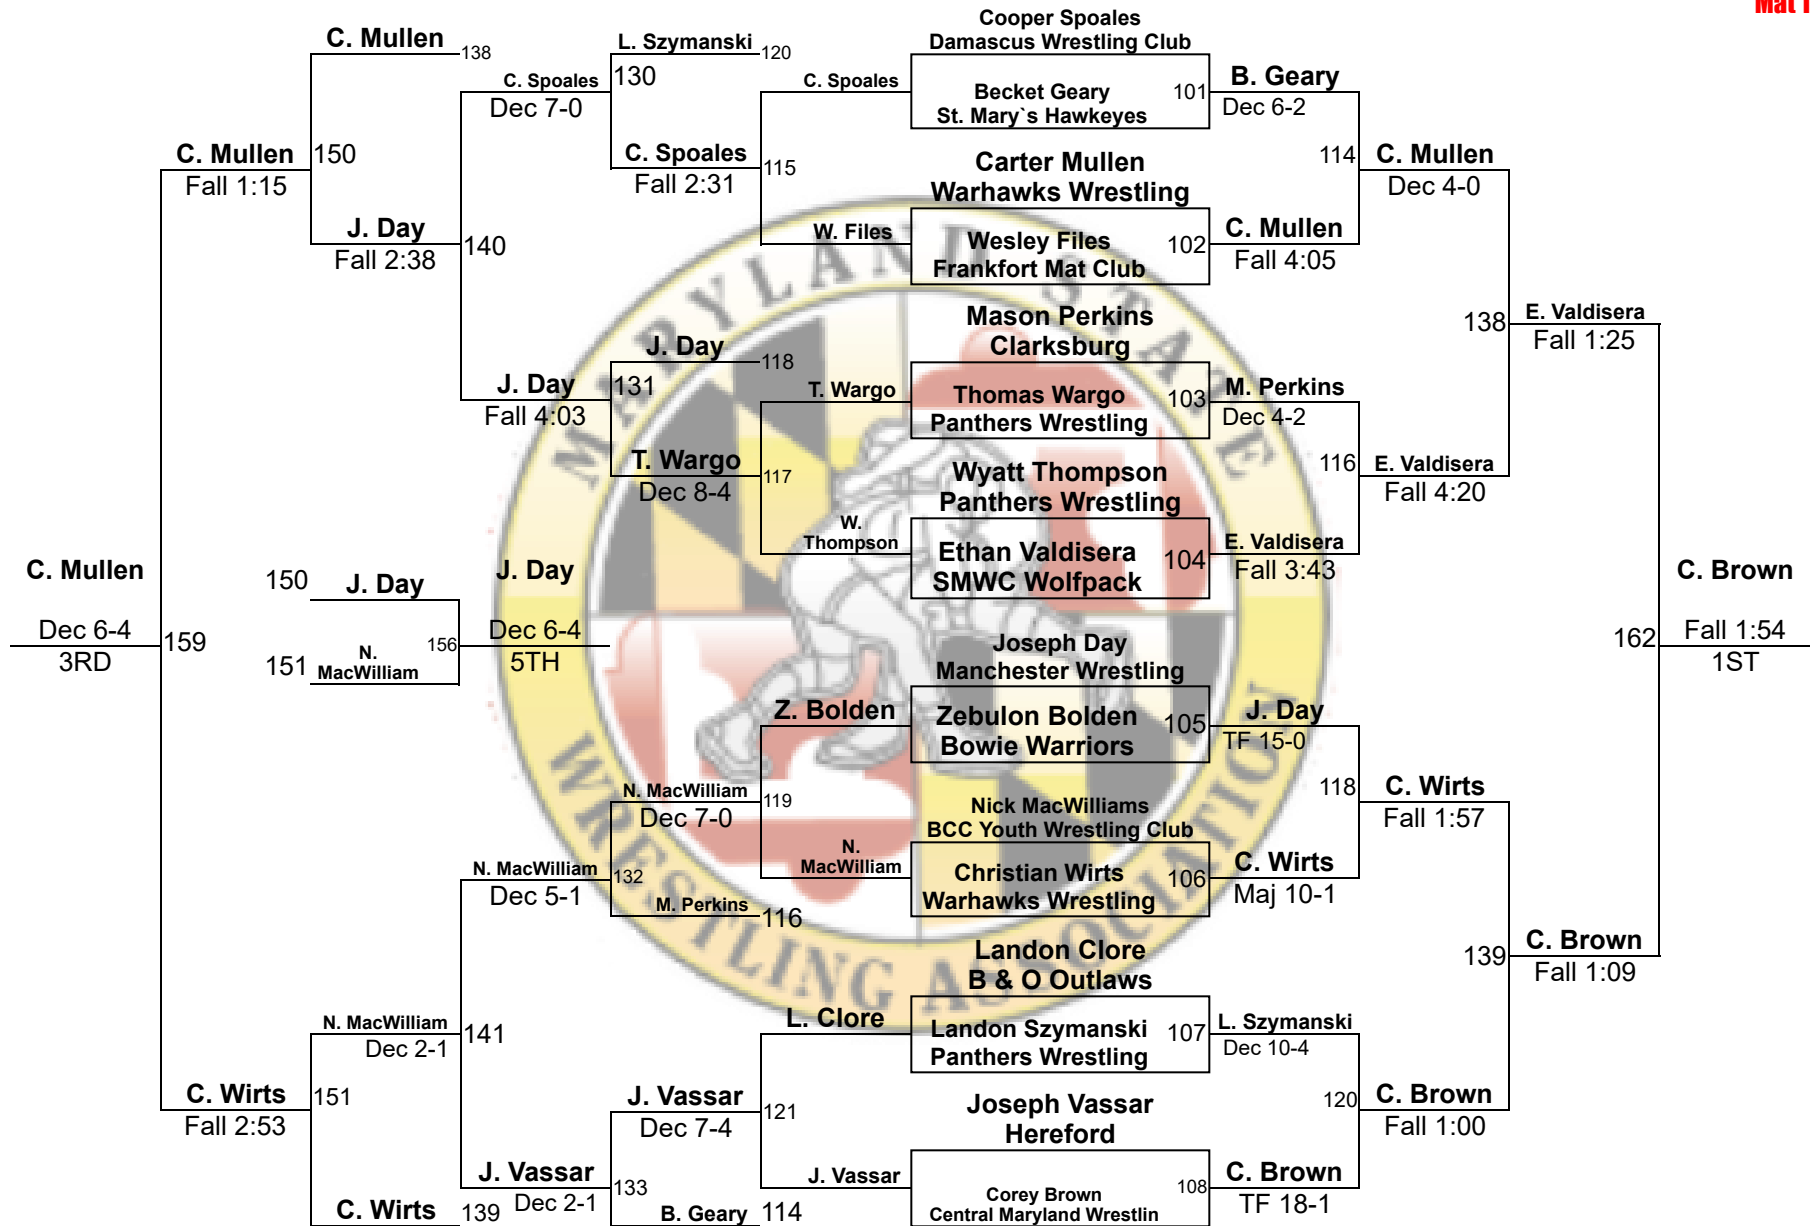 Mat 1
Cooper Spoales
Damascus Wrestling Club
C. Mullen
138
L. Szymanski
120
C. Spoales
130
Dec 7-0
C. Spoales
Becket Geary
St. Mary`s Hawkeyes
101
B. Geary
Dec 6-2
C. Mullen
150
Fall 1:15
C. Spoales
115
Fall 2:31
Carter Mullen
Warhawks Wrestling
114
C. Mullen
Dec 4-0
J. Day
140
Fall 2:38
W. Files
Wesley Files
Frankfort Mat Club
102
C. Mullen
Fall 4:05
Mason Perkins
Clarksburg
138
E. Valdisera
Fall 1:25
J. Day
118
J. Day
131
Fall 4:03
T. Wargo
Thomas Wargo
Panthers Wrestling
103
M. Perkins
Dec 4-2
T. Wargo
117
Dec 8-4
Wyatt Thompson
Panthers Wrestling
116
E. Valdisera
Fall 4:20
W.
Thompson
Ethan Valdisera
SMWC Wolfpack
104
E. Valdisera
Fall 3:43
C. Mullen
Dec 6-4
3RD
159
150
J. Day
151
N.
MacWilliam
156
J. Day
Dec 6-4
5TH
C. Brown
162
Fall 1:54
1ST
Joseph Day
Manchester Wrestling
Z. Bolden
Zebulon Bolden
Bowie Warriors
105
J. Day
TF 15-0
N. MacWilliam
119
Dec 7-0
Nick MacWilliams
BCC Youth Wrestling Club
118
C. Wirts
Fall 1:57
N. MacWilliam
132
Dec 5-1
N.
MacWilliam
Christian Wirts
Warhawks Wrestling
106
C. Wirts
Maj 10-1
M. Perkins
116
Landon Clore
B & O Outlaws
139
C. Brown
Fall 1:09
N. MacWilliam
141
Dec 2-1
L. Clore
Landon Szymanski
Panthers Wrestling
107
L. Szymanski
Dec 10-4
C. Wirts
151
Fall 2:53
J. Vassar
121
Dec 7-4
Joseph Vassar
Hereford
120
C. Brown
Fall 1:00
J. Vassar
133
Dec 2-1
J. Vassar
Corey Brown
Central Maryland Wrestlin
108
C. Brown
TF 18-1
C. Wirts
139
B. Geary
114
MARYLAND STATE
WRESTLING ASSOCIATION